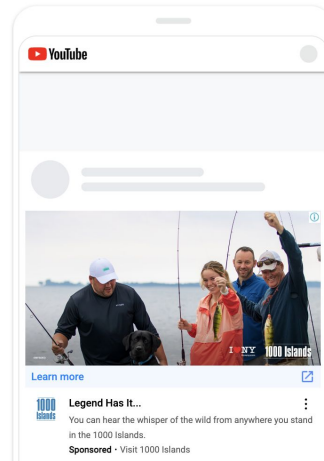 YouTube
I ♥ NY 1000 Islands
Learn more
1000
Islands
Legend Has It...
You can hear the whisper of the wild from anywhere you stand
in the 1000 Islands.
Sponsored · Visit 1000 Islands